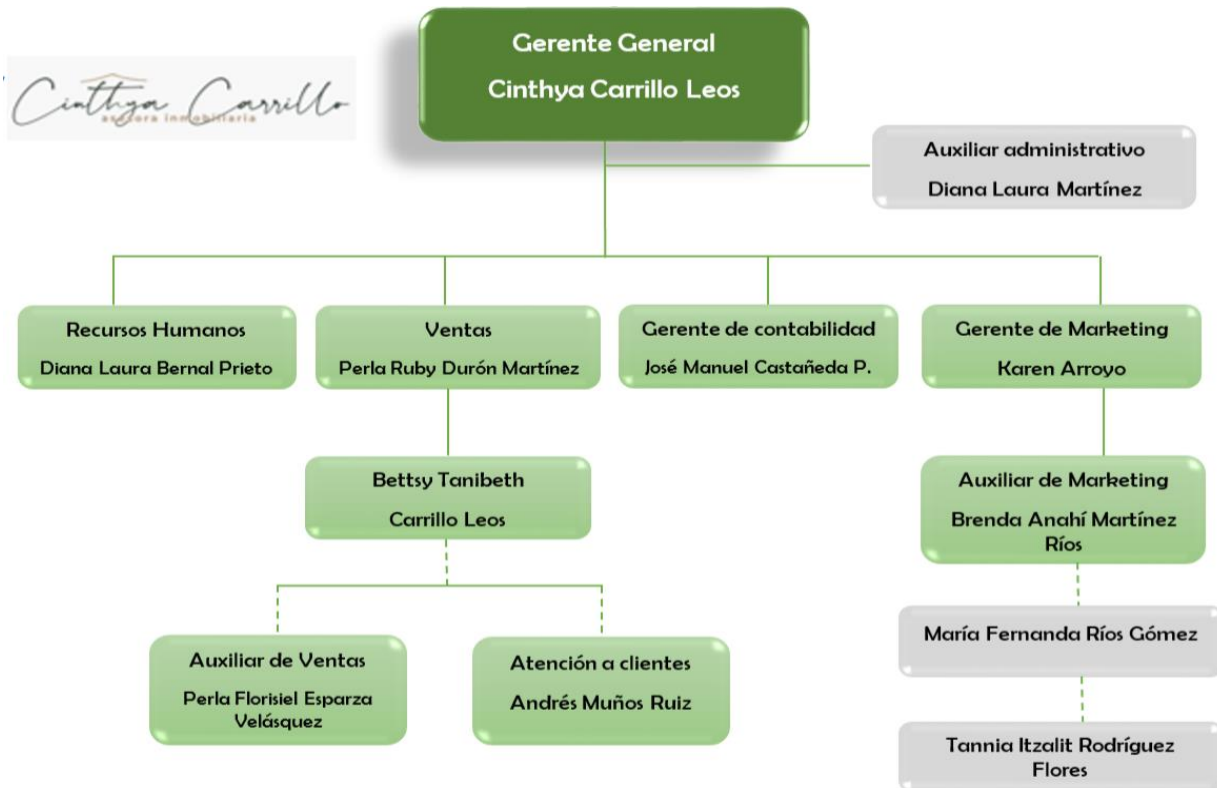 Gerente General
Cinthya Carrillo Leos
Cinthya Carrillo
asesora inmobiliaria
Auxiliar administrativo
Diana Laura Martínez
Recursos Humanos
Diana Laura Bernal Prieto
Ventas
Perla Ruby Durón Martínez
Gerente de contabilidad
José Manuel Castañeda P.
Gerente de Marketing
Karen Arroyo
Bettsy Tanibeth
Carrillo Leos
Auxiliar de Marketing
Brenda Anahí Martínez
Ríos
Auxiliar de Ventas
Perla Florisiel Esparza
Velásquez
Atención a clientes
Andrés Muños Ruiz
María Fernanda Ríos Gómez
Tannia Itzalit Rodríguez
Flores